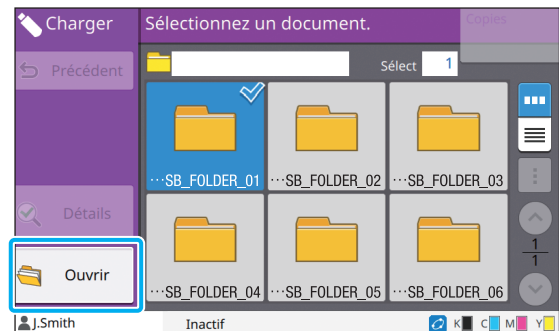 Charger
Sélectionnez un document.
Copies
Précédent
Sélect 1
···SB_FOLDER_01
···SB_FOLDER_02
···SB_FOLDER_03
Détails
1
1
Ouvrir
···SB_FOLDER_04
···SB_FOLDER_05
···SB_FOLDER_06
J.Smith
Inactif
K C M Y